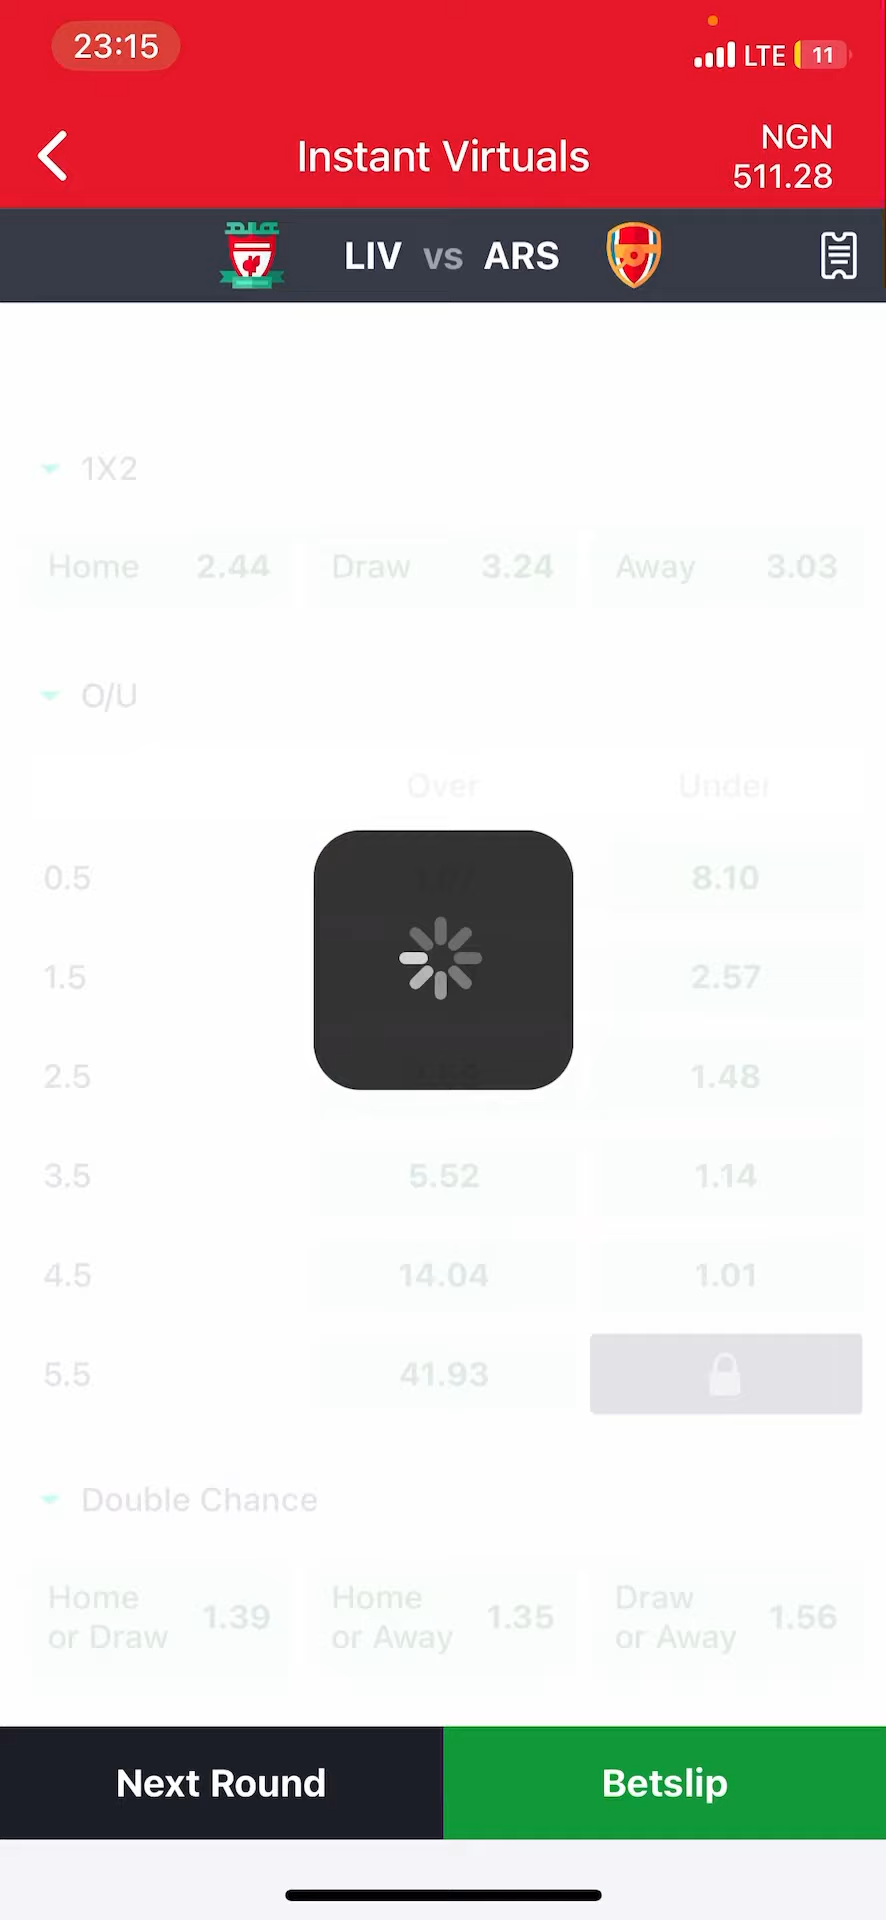 23:15
LTE 11
Instant Virtuals
NGN
511.28
LIV vs ARS
1X2
Home 2.44 Draw 3.24 Away 3.03
O/U
Over Under
0.5 8.10
1.5 2.57
2.5 1.48
3.5 5.52 1.14
4.5 14.04 1.01
5.5 41.93
Double Chance
Home or Draw 1.39
Home or Away 1.35
Draw or Away 1.56
Next Round Betslip